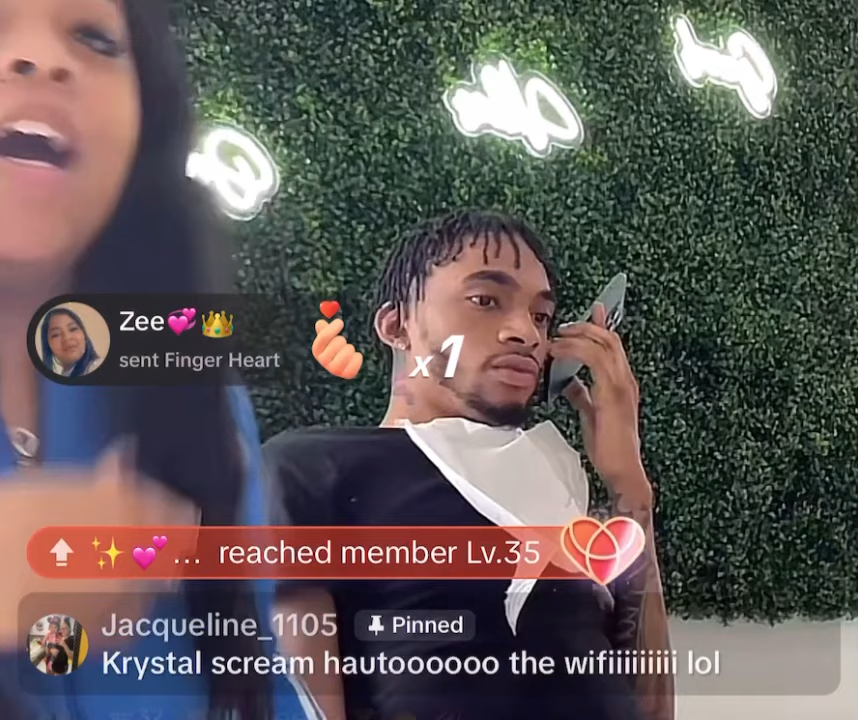 Zee💞👑
sent Finger Heart
x1
✨💕... reached member Lv.35
Jacqueline_1105 Pinned
Krystal scream hautoooooo the wifiiiiiiiii lol